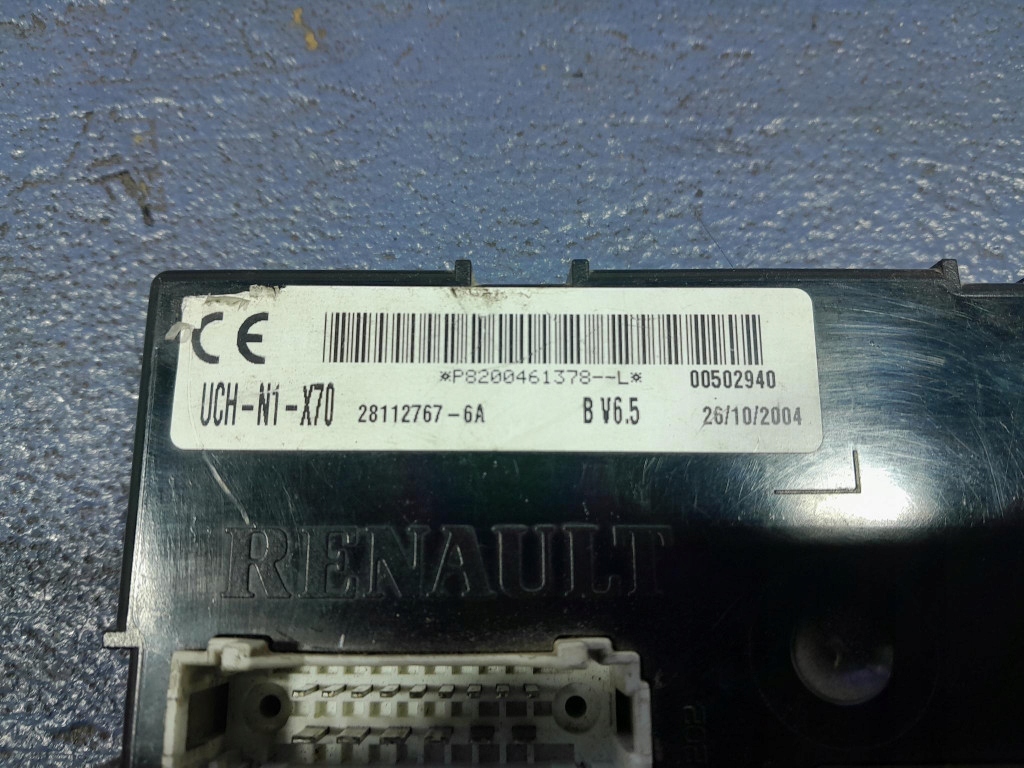 CE
*P8200461378--L* 00502940
UCH-N1-X70 28112767-6A B V6.5 26/10/2004
RENAULT